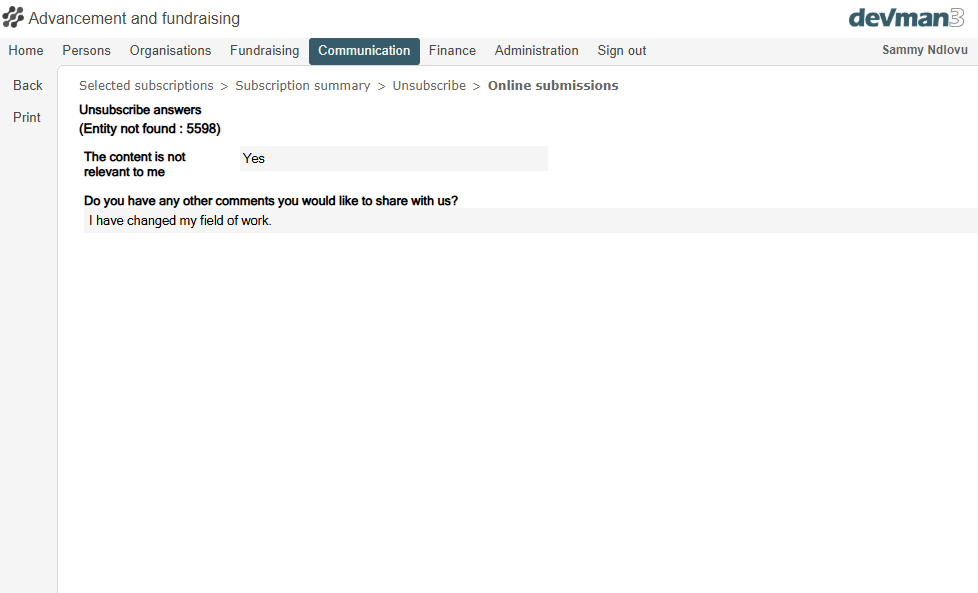 Advancement and fundraising
devman3
Home Persons Organisations Fundraising Communication Finance Administration Sign out Sammy Ndlovu
Back
Selected subscriptions > Subscription summary > Unsubscribe > Online submissions
Print
Unsubscribe answers
(Entity not found : 5598)
The content is not
relevant to me
Yes
Do you have any other comments you would like to share with us?
I have changed my field of work.